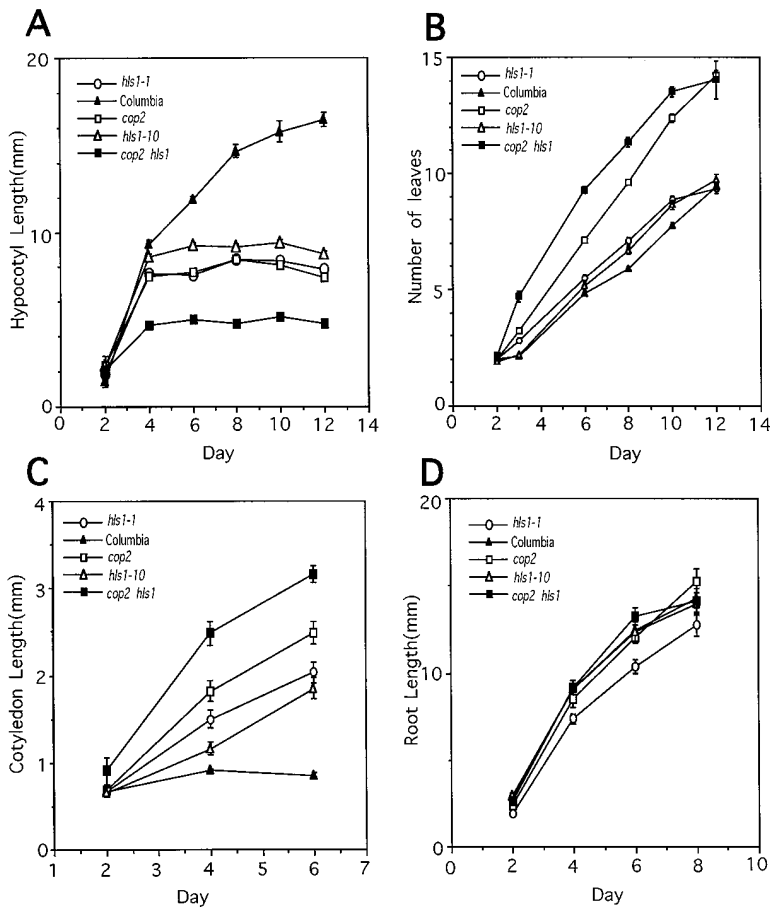 A
Hypocotyl Length(mm)
20
10
0
hls1-1
Columbia
cop2
hls1-10
cop2 hls1
0 2 4 6 8 10 12 14
Day
B
Number of leaves
15
10
5
0
hls1-1
Columbia
cop2
hls1-10
cop2 hls1
0 2 4 6 8 10 12 14
Day
C
Cotyledon Length(mm)
4
3
2
1
0
hls1-1
Columbia
cop2
hls1-10
cop2 hls1
1 2 3 4 5 6 7
Day
D
Root Length(mm)
20
10
0
hls1-1
Columbia
cop2
hls1-10
cop2 hls1
0 2 4 6 8 10
Day